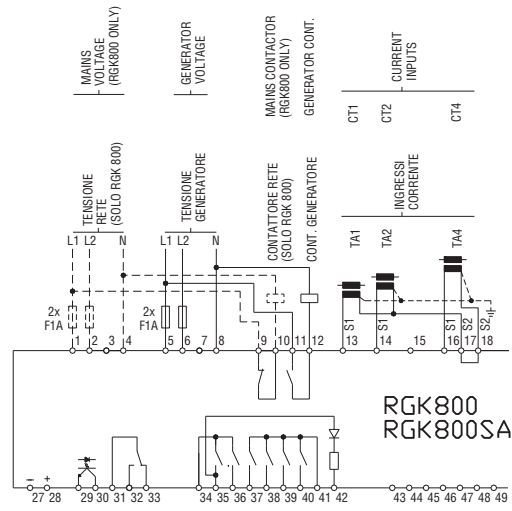 MAINS
VOLTAGE
(RGK800 ONLY)
GENERATOR
VOLTAGE
MAINS CONTACTOR
(RGK800 ONLY)
GENERATOR CONT.
CURRENT
INPUTS
CT1
CT2
CT4
TENSIONE
RETE
(SOLO RGK 800)
TENSIONE
GENERATORE
CONTATTORE RETE
(SOLO RGK 800)
CONT. GENERATORE
INGRESSI
CORRENTE
TA1
TA2
TA4
L1 L2 N L1 L2 N
2x
F1A
2x
F1A
S1 S1 S1 S2 S2
1 2 3 4 5 6 7 8 9 10 11 12 13 14 15 16 17 18
RGK800
RGK800SA
– +
27 28 29 30 31 32 33 34 35 36 37 38 39 40 41 42 43 44 45 46 47 48 49